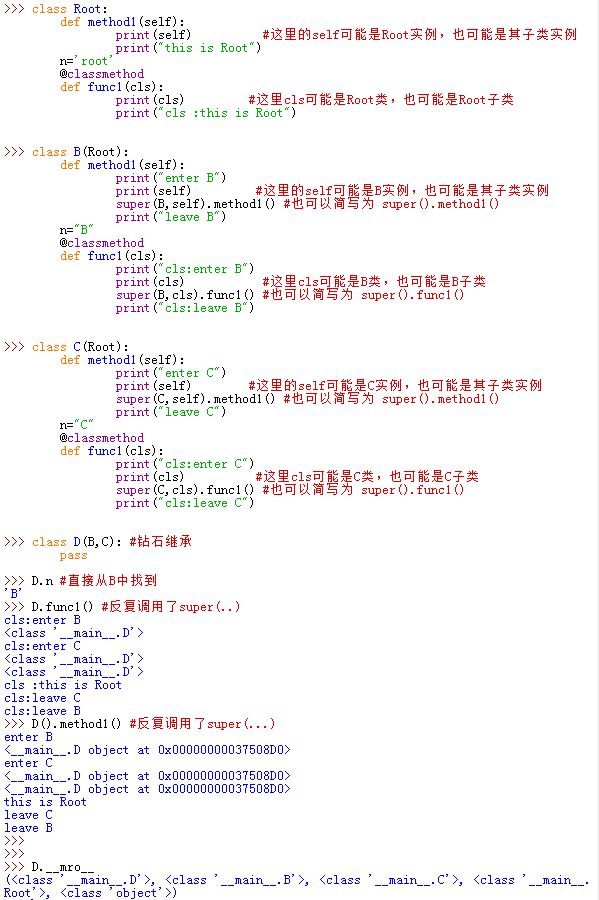 >>> class Root:
        def method1(self):
                print(self)          #这里的self可能是Root实例，也可能是其子类实例
                print("this is Root")
        n='root'
        @classmethod
        def func1(cls):
                print(cls)         #这里cls可能是Root类，也可能是Root子类
                print("cls :this is Root")
>>> class B(Root):
        def method1(self):
                print("enter B")
                print(self)         #这里的self可能是B实例，也可能是其子类实例
                super(B,self).method1() #也可以简写为 super().method1()
                print("leave B")
        n="B"
        @classmethod
        def func1(cls):
                print("cls:enter B")
                print(cls)           #这里cls可能是B类，也可能是B子类
                super(B,cls).func1() #也可以简写为 super().func1()
                print("cls:leave B")
>>> class C(Root):
        def method1(self):
                print("enter C")
                print(self)        #这里的self可能是C实例，也可能是其子类实例
                super(C,self).method1() #也可以简写为 super().method1()
                print("leave C")
        n="C"
        @classmethod
        def func1(cls):
                print("cls:enter C")
                print(cls)          #这里cls可能是C类，也可能是C子类
                super(C,cls).func1() #也可以简写为 super().func1()
                print("cls:leave C")
>>> class D(B,C): #钻石继承
        pass
>>> D.n #直接从B中找到
'B'
>>> D.func1() #反复调用了super(..)
cls:enter B
<class '__main__.D'>
cls:enter C
<class '__main__.D'>
<class '__main__.D'>
cls :this is Root
cls:leave C
cls:leave B
>>> D().method1() #反复调用了super(...)
enter B
<__main__.D object at 0x00000000037508D0>
enter C
<__main__.D object at 0x00000000037508D0>
<__main__.D object at 0x00000000037508D0>
this is Root
leave C
leave B
>>>
>>>
>>> D.__mro__
(<class '__main__.D'>, <class '__main__.B'>, <class '__main__.C'>, <class '__main__.
Root'>, <class 'object'>)